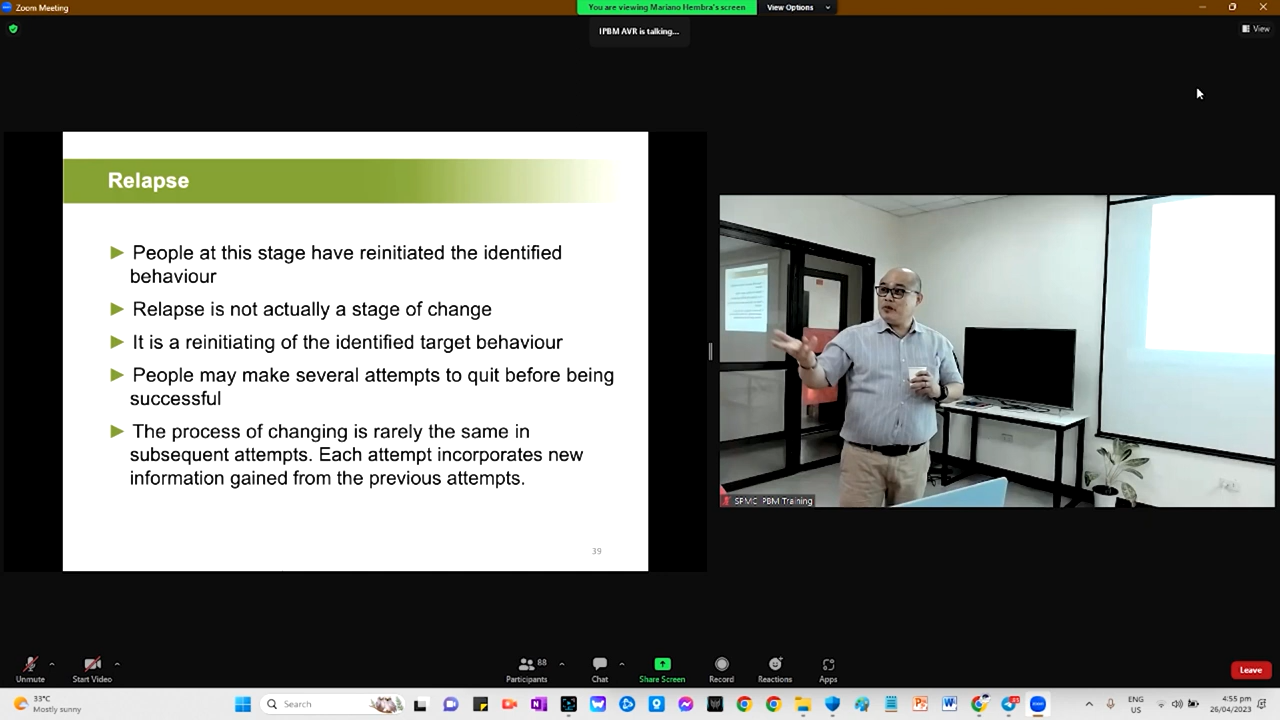 Zoom Meeting
You are viewing Mariano Hembra's screen
View Options
IPBM AVR is talking...
View
Relapse
People at this stage have reinitiated the identified
behaviour
Relapse is not actually a stage of change
It is a reinitiating of the identified target behaviour
People may make several attempts to quit before being
successful
The process of changing is rarely the same in
subsequent attempts. Each attempt incorporates new
information gained from the previous attempts.
39
SPMC IPBM Training
Unmute
Start Video
88
Participants
Chat
Share Screen
Record
Reactions
Apps
Leave
33°C
Mostly sunny
Search
ENG
US
4:55 pm
26/04/2023